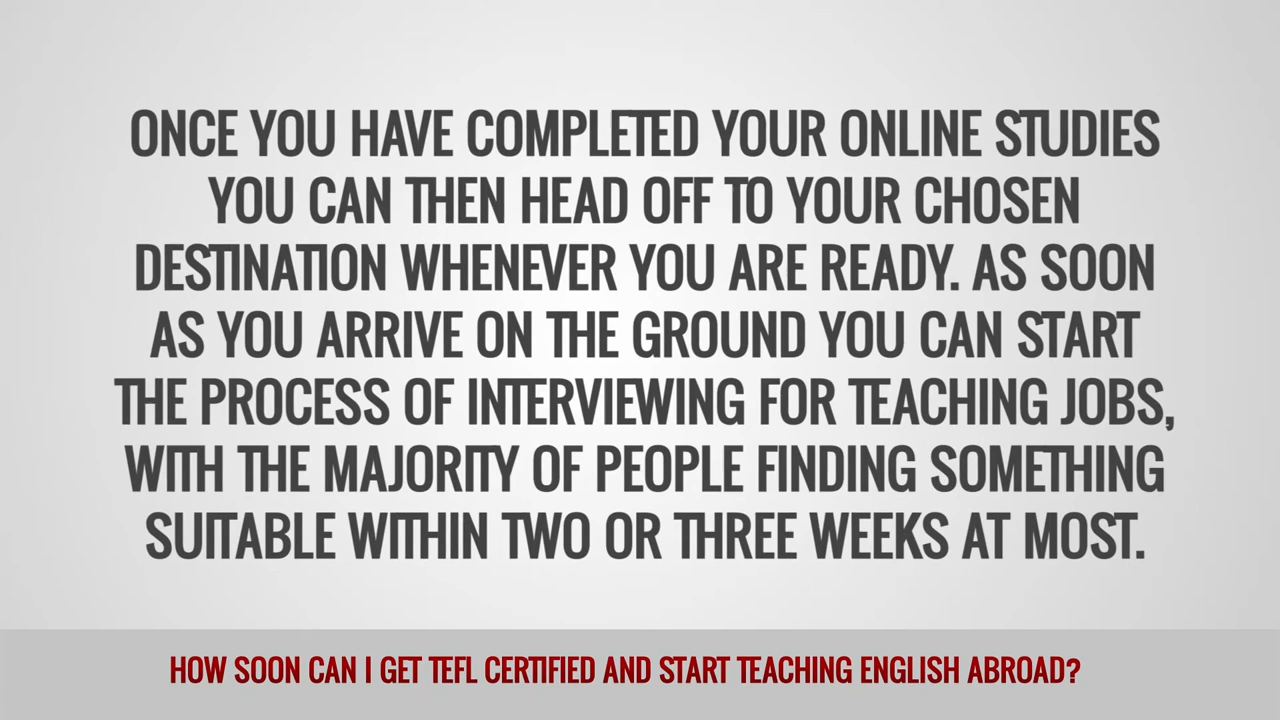 ONCE YOU HAVE COMPLETED YOUR ONLINE STUDIES
YOU CAN THEN HEAD OFF TO YOUR CHOSEN
DESTINATION WHENEVER YOU ARE READY. AS SOON
AS YOU ARRIVE ON THE GROUND YOU CAN START
THE PROCESS OF INTERVIEWING FOR TEACHING JOBS,
WITH THE MAJORITY OF PEOPLE FINDING SOMETHING
SUITABLE WITHIN TWO OR THREE WEEKS AT MOST.
HOW SOON CAN I GET TEFL CERTIFIED AND START TEACHING ENGLISH ABROAD?